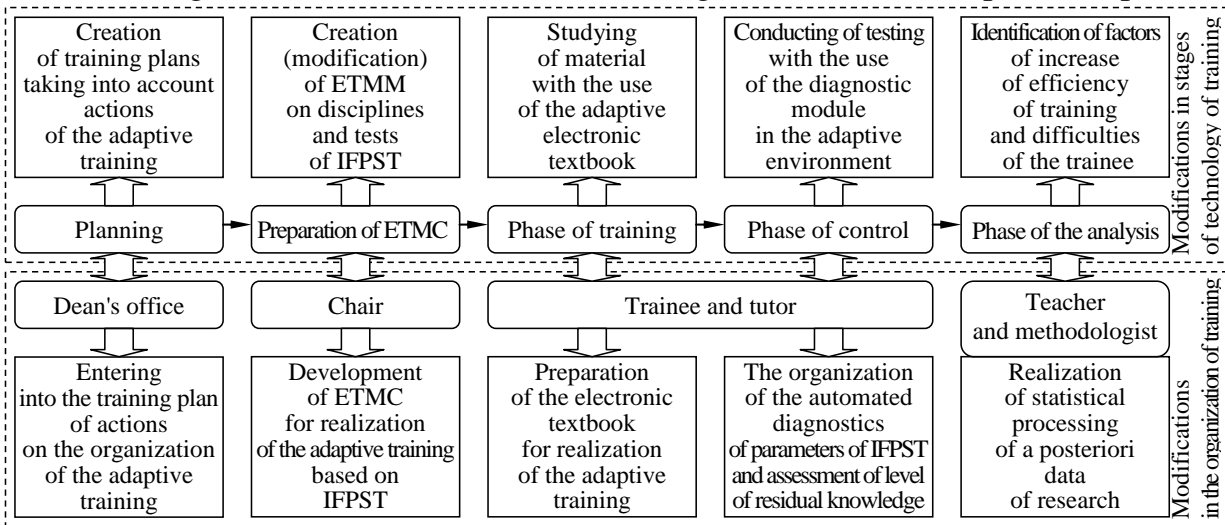 Creation
of training plans
taking into account
actions
of the adaptive
training
Creation
(modification)
of ETMM
on disciplines
and tests
of IFPST
Studying
of material
with the use
of the adaptive
electronic
textbook
Conducting of testing
with the use
of the diagnostic
module
in the adaptive
environment
Identification of factors
of increase
of efficiency
of training
and difficulties
of the trainee
Modifications in stages
of technology of training
Planning
Preparation of ETMC
Phase of training
Phase of control
Phase of the analysis
Dean's office
Chair
Trainee and tutor
Teacher
and methodologist
Entering
into the training plan
of actions
on the organization
of the adaptive
training
Development
of ETMC
for realization
of the adaptive training
based on
IFPST
Preparation
of the electronic
textbook
for realization
of the adaptive
training
The organization
of the automated
diagnostics
of parameters of IFPST
and assessment of level
of residual knowledge
Realization
of statistical
processing
of a posteriori
data
of research
Modifications
in the organization of training